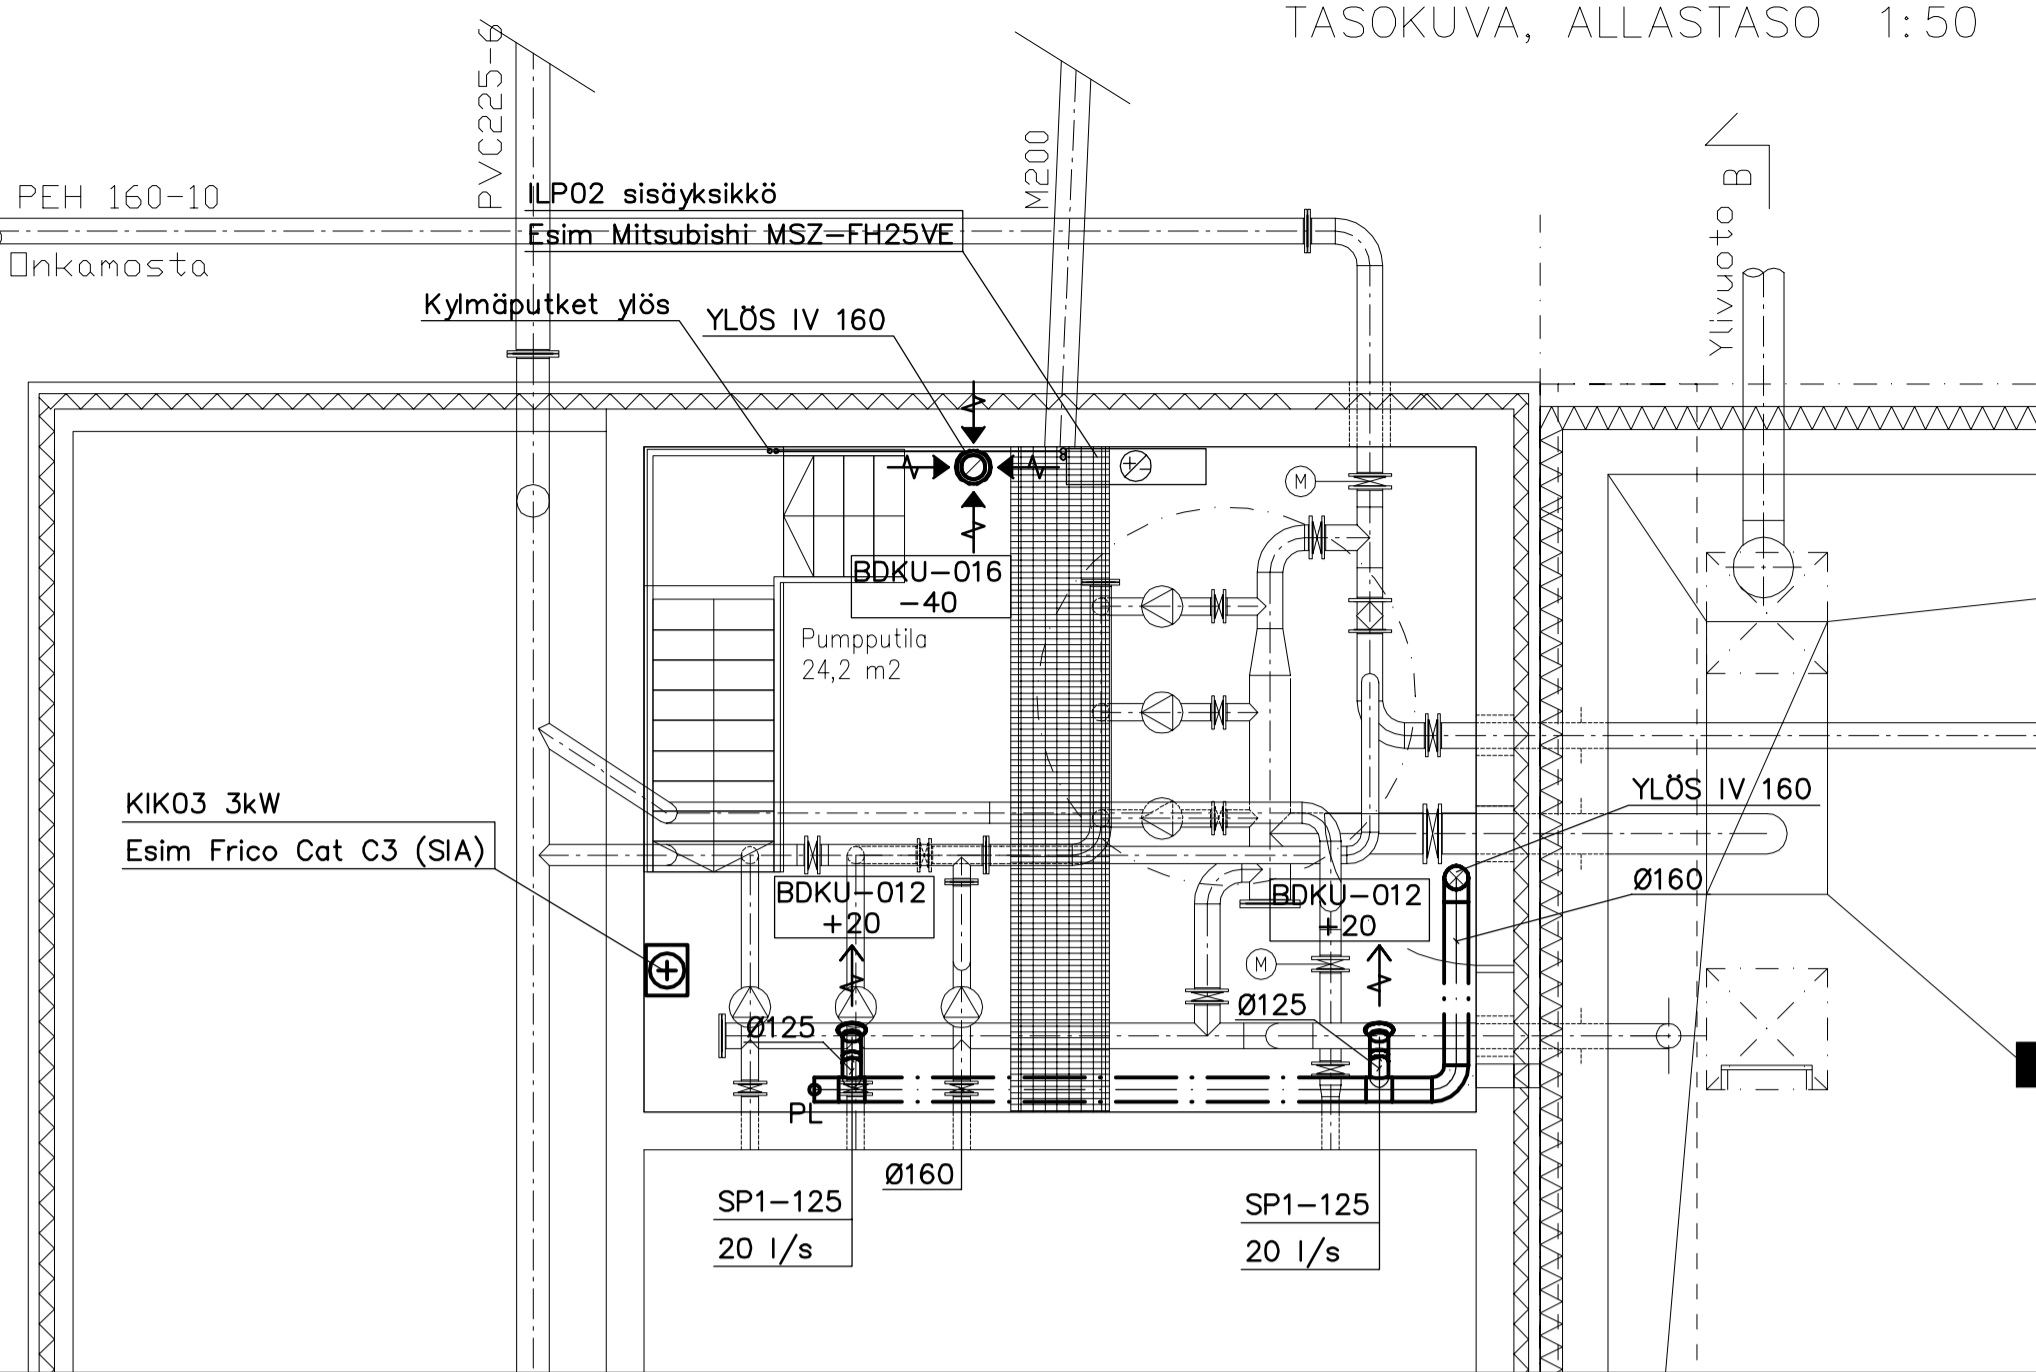 TASOKUVA, ALLASTASO 1:50
PVC225-6
M200
PEH 160-10
Onkamosta
ILP02 sisäyksikkö
Esim Mitsubishi MSZ-FH25VE
Ylivuoto B
Kylmäputket ylös
YLÖS IV 160
M
BDKU-016
-40
Pumpputila
24,2 m2
KIK03 3kW
Esim Frico Cat C3 (SIA)
YLÖS IV 160
Ø160
BDKU-012
+20
BDKU-012
+20
M
Ø125
Ø125
PL
Ø160
SP1-125
20 l/s
SP1-125
20 l/s